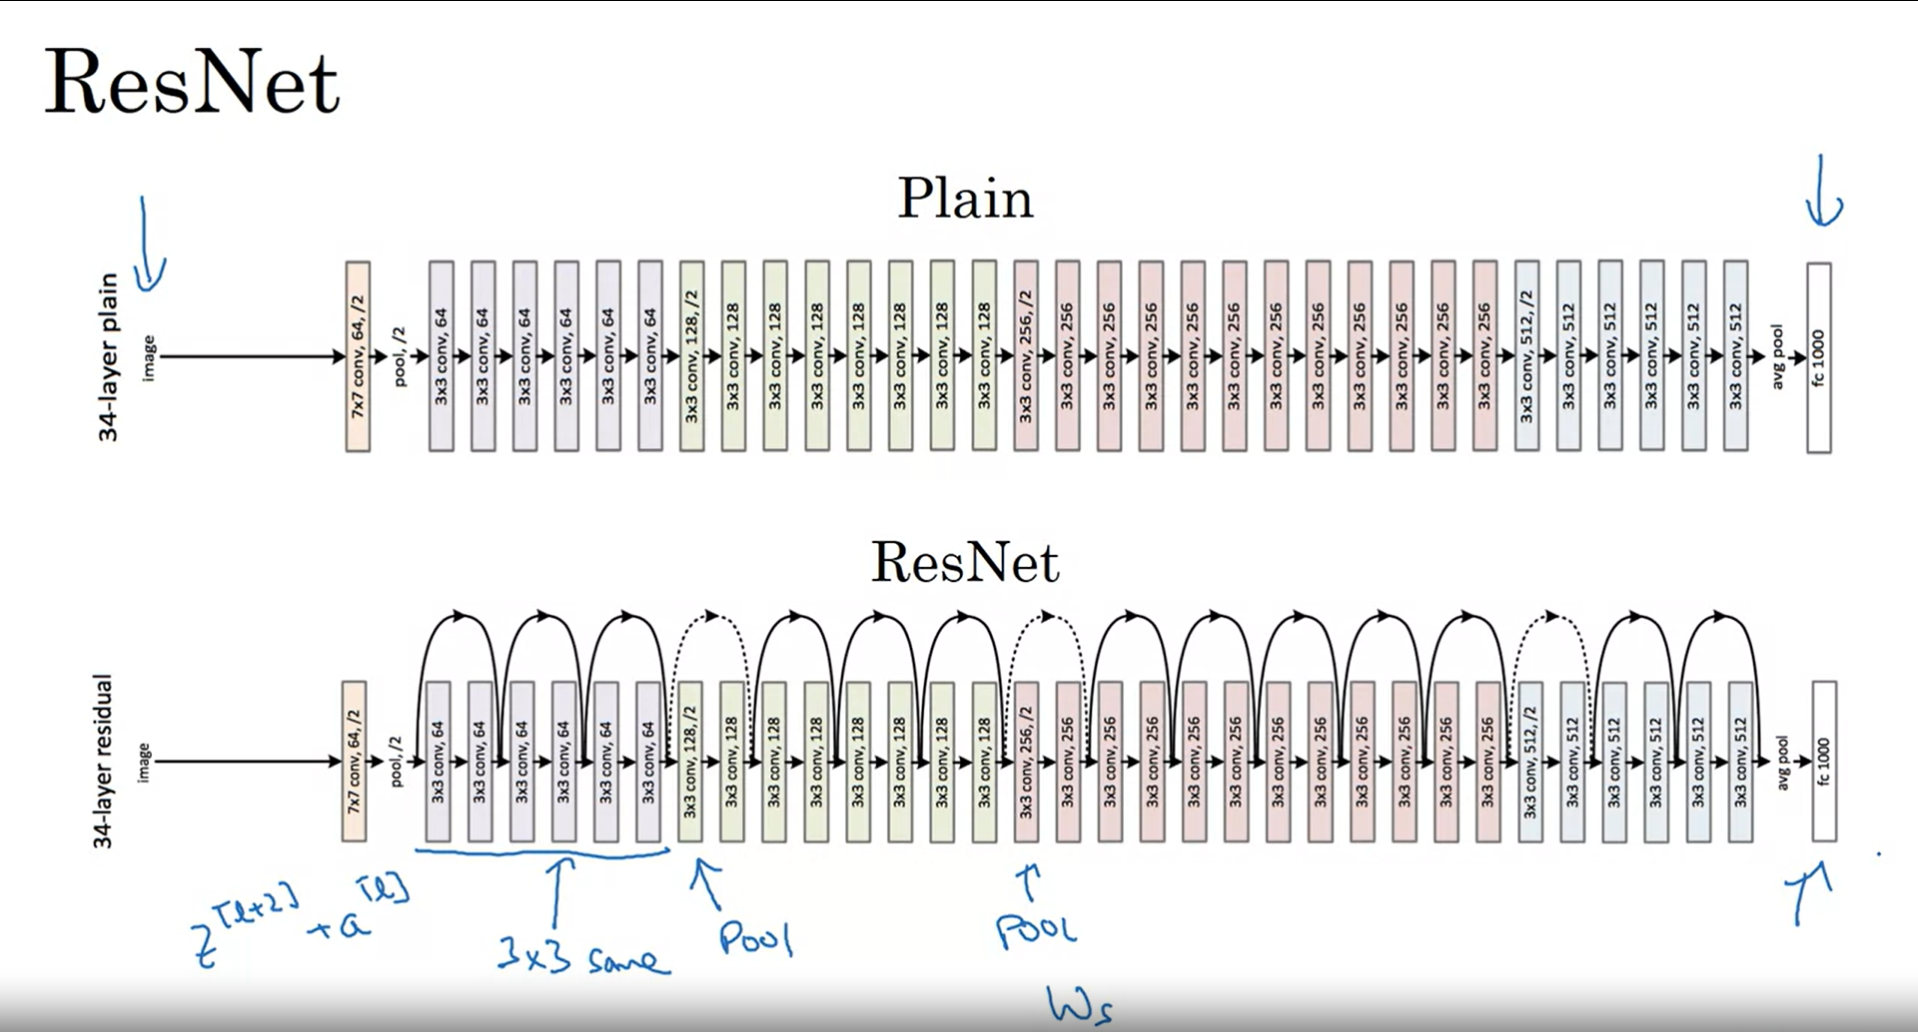 ResNet
Plain
34-layer plain
image
7x7 conv, 64, /2
pool, /2
3x3 conv, 64
3x3 conv, 64
3x3 conv, 64
3x3 conv, 64
3x3 conv, 64
3x3 conv, 64
3x3 conv, 128, /2
3x3 conv, 128
3x3 conv, 128
3x3 conv, 128
3x3 conv, 128
3x3 conv, 128
3x3 conv, 128
3x3 conv, 128
3x3 conv, 256, /2
3x3 conv, 256
3x3 conv, 256
3x3 conv, 256
3x3 conv, 256
3x3 conv, 256
3x3 conv, 256
3x3 conv, 256
3x3 conv, 256
3x3 conv, 256
3x3 conv, 256
3x3 conv, 256
3x3 conv, 512, /2
3x3 conv, 512
3x3 conv, 512
3x3 conv, 512
3x3 conv, 512
3x3 conv, 512
avg pool
fc 1000
ResNet
34-layer residual
image
7x7 conv, 64, /2
pool, /2
3x3 conv, 64
3x3 conv, 64
3x3 conv, 64
3x3 conv, 64
3x3 conv, 64
3x3 conv, 64
3x3 conv, 128, /2
3x3 conv, 128
3x3 conv, 128
3x3 conv, 128
3x3 conv, 128
3x3 conv, 128
3x3 conv, 128
3x3 conv, 128
3x3 conv, 256, /2
3x3 conv, 256
3x3 conv, 256
3x3 conv, 256
3x3 conv, 256
3x3 conv, 256
3x3 conv, 256
3x3 conv, 256
3x3 conv, 256
3x3 conv, 256
3x3 conv, 256
3x3 conv, 256
3x3 conv, 512, /2
3x3 conv, 512
3x3 conv, 512
3x3 conv, 512
3x3 conv, 512
3x3 conv, 512
avg pool
fc 1000
z[l+2] + a[l]
3x3 same
Pool
Pool
Ws